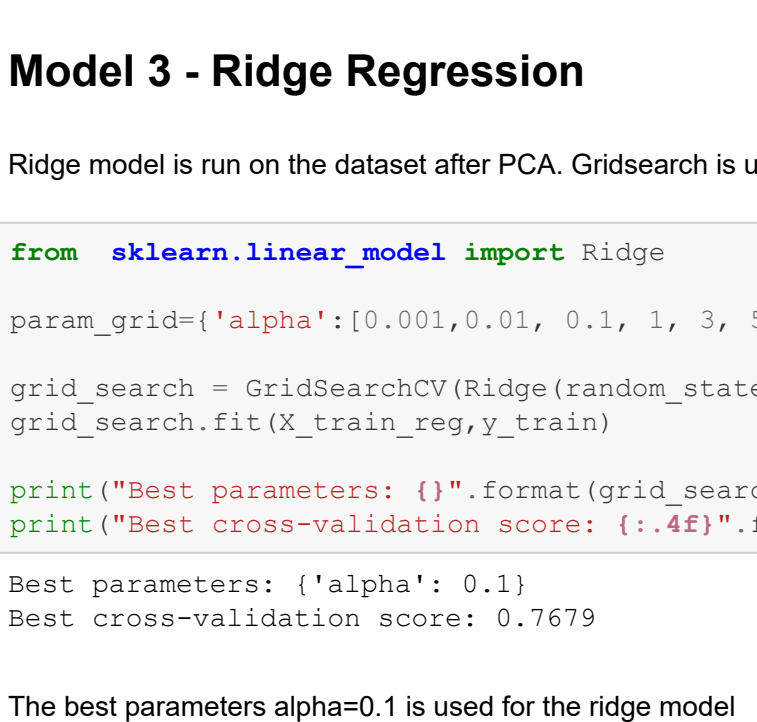 Model 3 - Ridge Regression
Ridge model is run on the dataset after PCA. Gridsearch is
from  sklearn.linear_model import Ridge
param_grid={'alpha':[0.001,0.01, 0.1, 1, 3,
grid_search = GridSearchCV(Ridge(random_state
grid_search.fit(X_train_reg,y_train)
print("Best parameters: {}".format(grid_searc
print("Best cross-validation score: {:.4f}".
Best parameters: {'alpha': 0.1}
Best cross-validation score: 0.7679
The best parameters alpha=0.1 is used for the ridge model